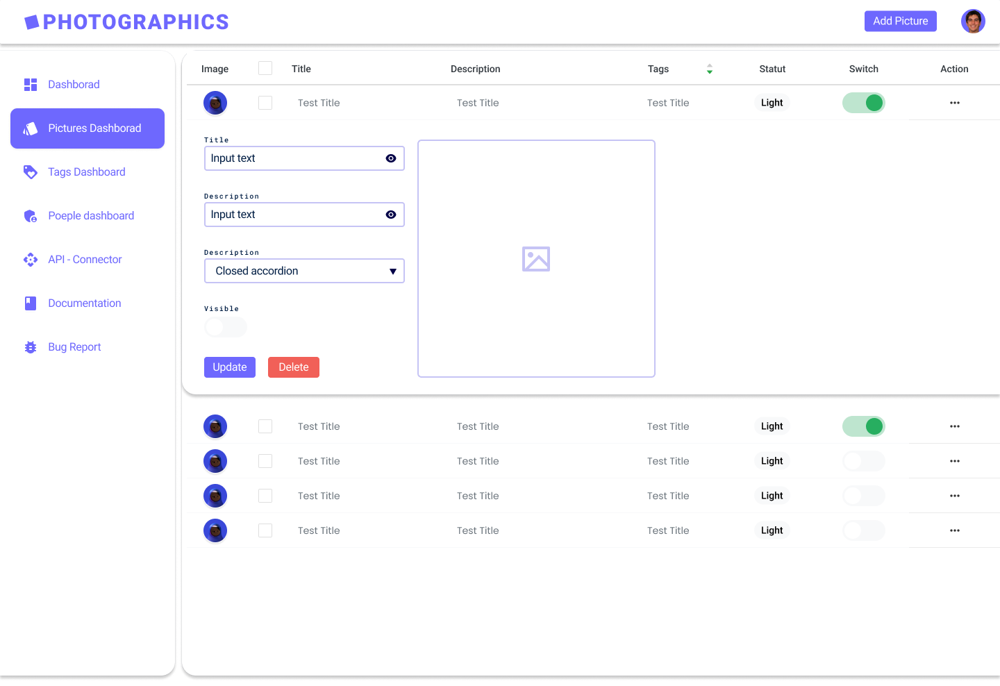 PHOTOGRAPHICS
Add Picture
Dashborad
Pictures Dashborad
Tags Dashboard
Poeple dashboard
API - Connector
Documentation
Bug Report
Image Title Description Tags Statut Switch Action
Test Title Test Title Test Title Light
Title
Input text
Description
Input text
Description
Closed accordion
Visible
Update Delete
Test Title Test Title Test Title Light
Test Title Test Title Test Title Light
Test Title Test Title Test Title Light
Test Title Test Title Test Title Light